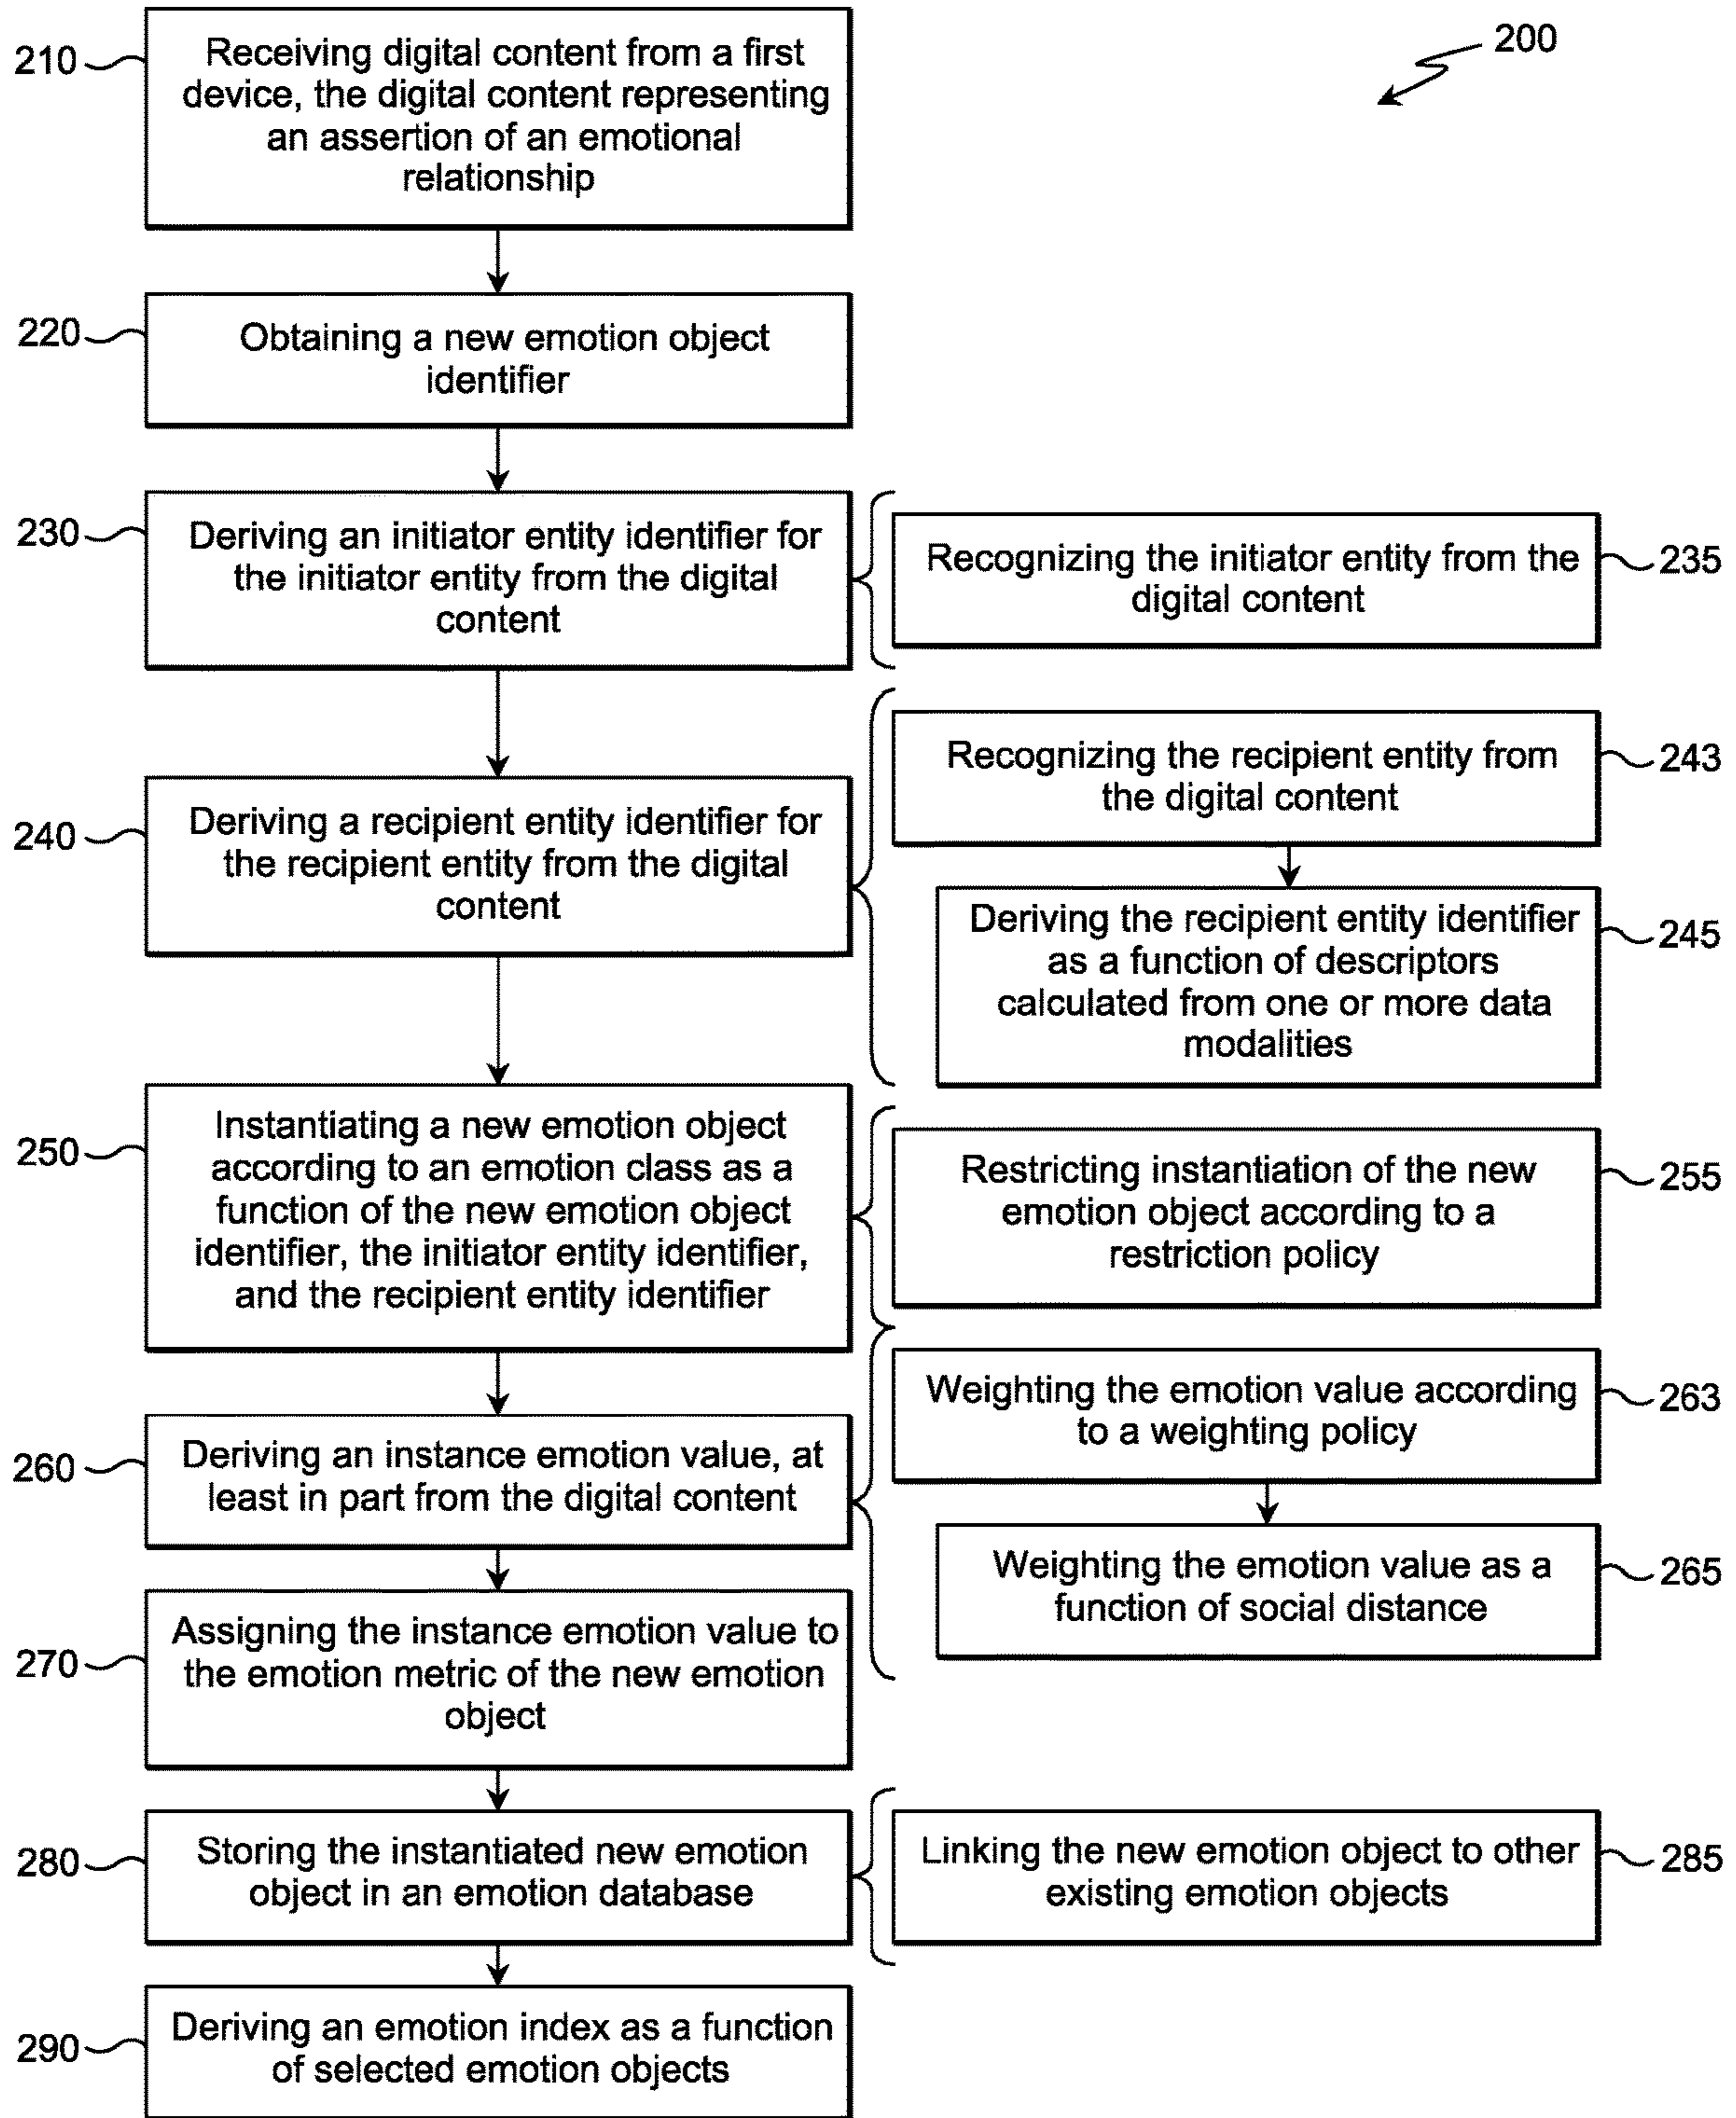 200
210
Receiving digital content from a first
device, the digital content representing
an assertion of an emotional
relationship
220
Obtaining a new emotion object
identifier
230
Deriving an initiator entity identifier for
the initiator entity from the digital
content
Recognizing the initiator entity from the
digital content
235
240
Deriving a recipient entity identifier for
the recipient entity from the digital
content
Recognizing the recipient entity from
the digital content
243
Deriving the recipient entity identifier
as a function of descriptors
calculated from one or more data
modalities
245
250
Instantiating a new emotion object
according to an emotion class as a
function of the new emotion object
identifier, the initiator entity identifier,
and the recipient entity identifier
Restricting instantiation of the new
emotion object according to a
restriction policy
255
260
Deriving an instance emotion value, at
least in part from the digital content
Weighting the emotion value according
to a weighting policy
263
Weighting the emotion value as a
function of social distance
265
270
Assigning the instance emotion value to
the emotion metric of the new emotion
object
280
Storing the instantiated new emotion
object in an emotion database
Linking the new emotion object to other
existing emotion objects
285
290
Deriving an emotion index as a function
of selected emotion objects